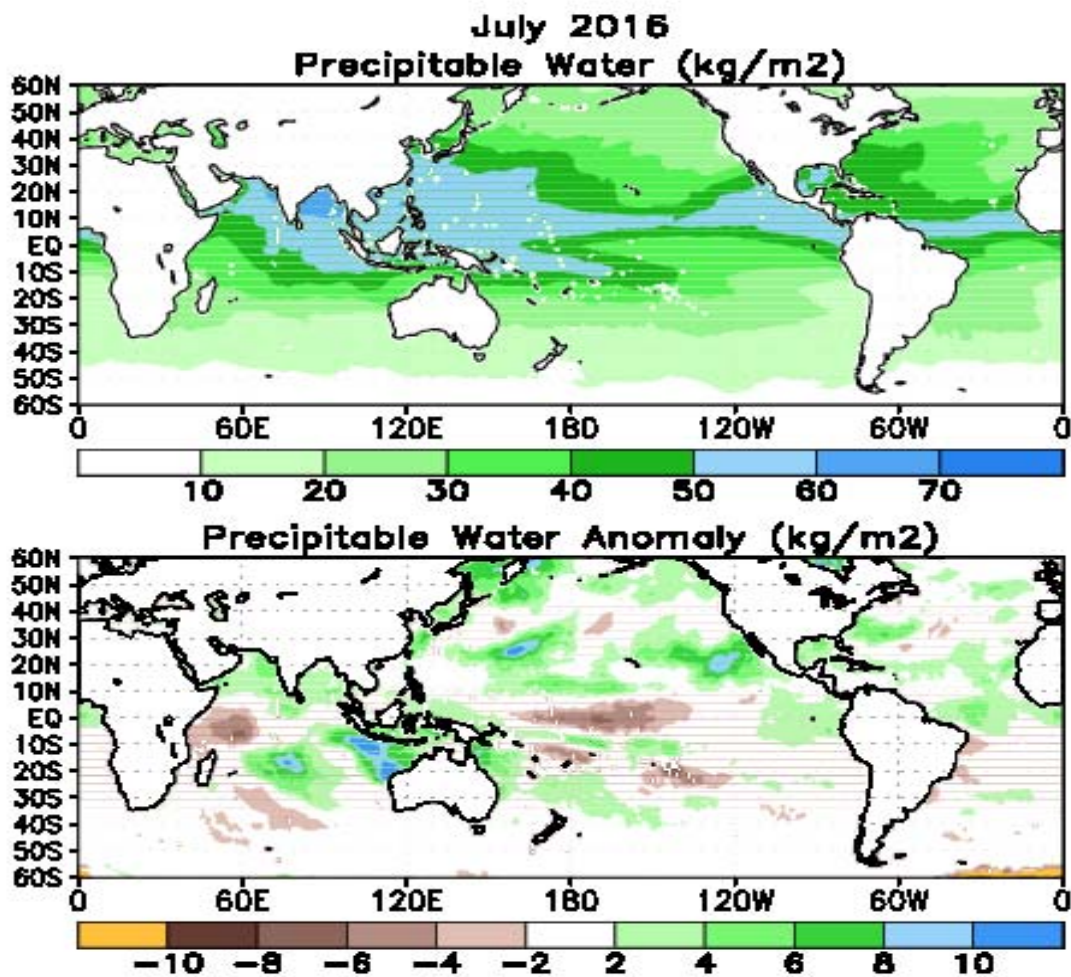 July 2016
Precipitable Water (kg/m2)
60N
50N
40N
30N
20N
10N
EQ
10S
20S
30S
40S
50S
60S
0 60E 120E 180 120W 60W 0
10 20 30 40 50 60 70
Precipitable Water Anomaly (kg/m2)
60N
50N
40N
30N
20N
10N
EQ
10S
20S
30S
40S
50S
60S
0 60E 120E 180 120W 60W 0
−10 −8 −6 −4 −2 2 4 6 8 10